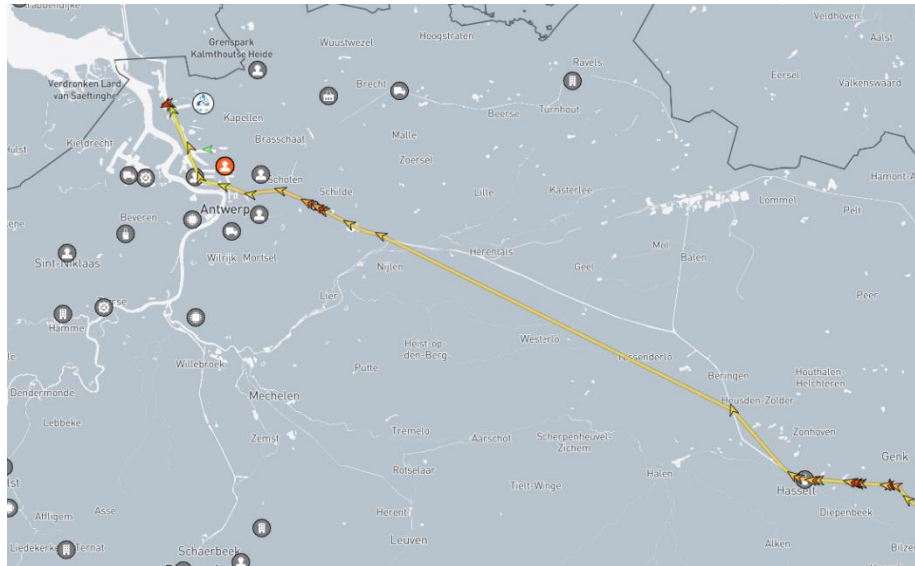 Veldhoven
Hoogstraten
Aalst
Grenspark
Kalmthoutse Heide
Wuustwezel
Ravels
Eersel
Valkenswaard
Verdronken Land
van Saeftinghe
Brecht
Turnhout
Beerse
Kapellen
Malle
Kieldrecht
Brasschaat
Zoersel
Hulst
Schoten
Schilde
Lille
Kasterlee
Lommel
Hamont-A
Pelt
Antwerp
Beveren
Wilrijk
Mortsel
Herentals
Mol
Balen
Sint-Niklaas
Nijlen
Geel
Peer
Lier
Hamme
Heist-op
den-Berg
Westerlo
Tessenderlo
Willebroek
Putte
Houthalen
Helchteren
Beringen
Dendermonde
Mechelen
Heusden-Zolder
Lebbeke
Tremelo
Zonhoven
Zemst
Aarschot
Scherpenheuvel-
Zichem
Genk
Rotselaar
Halen
Tielt-Winge
Hasselt
Asse
Affligem
Herent
Diepenbeek
Liedekerke
Ternat
Schaerbeek
Leuven
Alken
Bilze